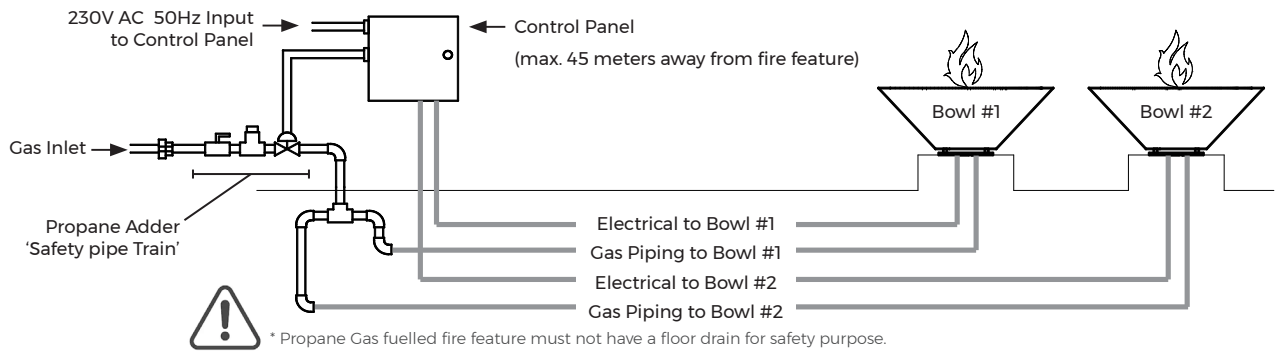 230V AC 50Hz Input
to Control Panel
Control Panel
(max. 45 meters away from fire feature)
Bowl #1
Bowl #2
Gas Inlet
Propane Adder
‘Safety pipe Train’
Electrical to Bowl #1
Gas Piping to Bowl #1
Electrical to Bowl #2
Gas Piping to Bowl #2
* Propane Gas fuelled fire feature must not have a floor drain for safety purpose.